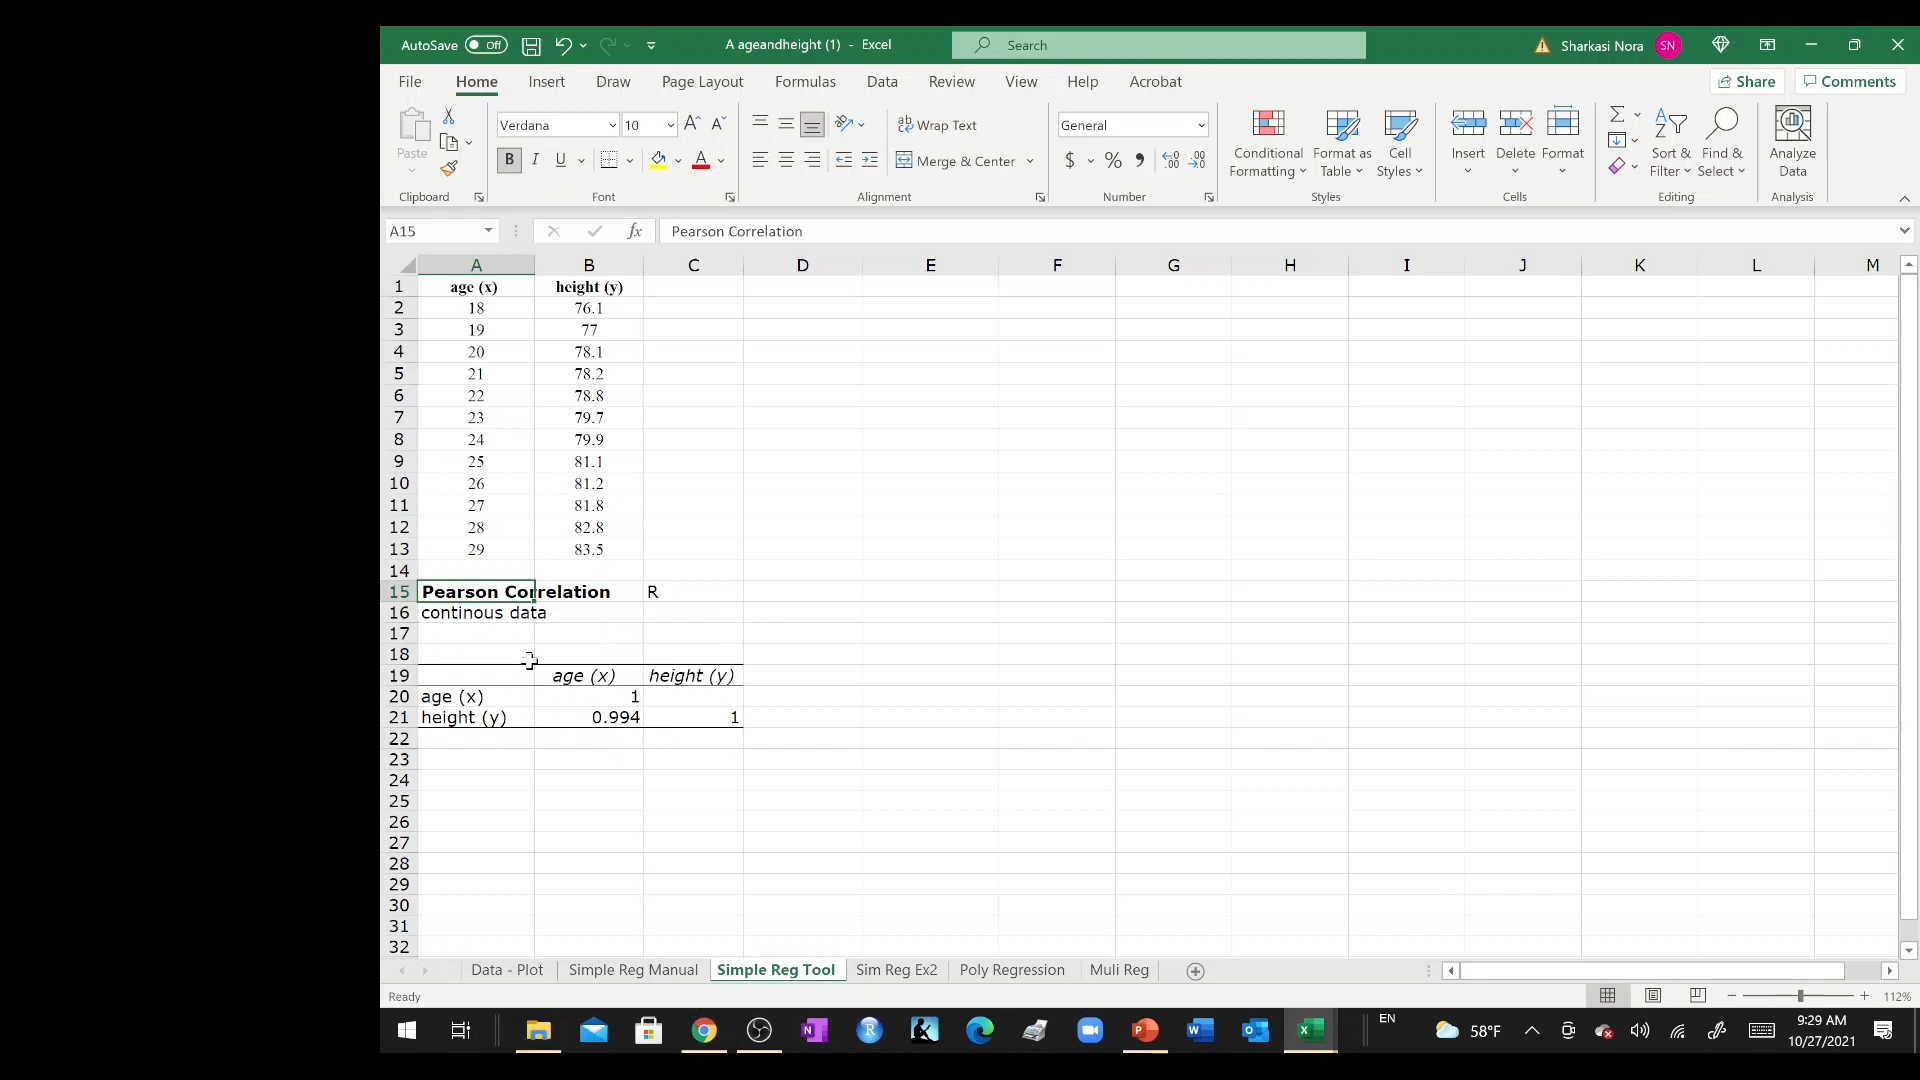 AutoSave Off A ageandheight (1) - Excel Search Sharkasi Nora SN
File Home Insert Draw Page Layout Formulas Data Review View Help Acrobat Share Comments
Paste Verdana 10 B I U A ab Wrap Text Merge & Center General $ % 9 .00 .00 Conditional Formatting Format as Table Cell Styles Insert Delete Format Sort & Filter Find & Select Analyze Data
Clipboard Font Alignment Number Styles Cells Editing Analysis
A15 fx Pearson Correlation
A B C D E F G H I J K L M
1 age (x) height (y)
2 18 76.1
3 19 77
4 20 78.1
5 21 78.2
6 22 78.8
7 23 79.7
8 24 79.9
9 25 81.1
10 26 81.2
11 27 81.8
12 28 82.8
13 29 83.5
14
15 Pearson Correlation R
16 continous data
17
18
19 age (x) height (y)
20 age (x) 1
21 height (y) 0.994 1
22
23
24
25
26
27
28
29
30
31
32
Data - Plot Simple Reg Manual Simple Reg Tool Sim Reg Ex2 Poly Regression Muli Reg
Ready 112%
EN 58°F 9:29 AM
10/27/2021